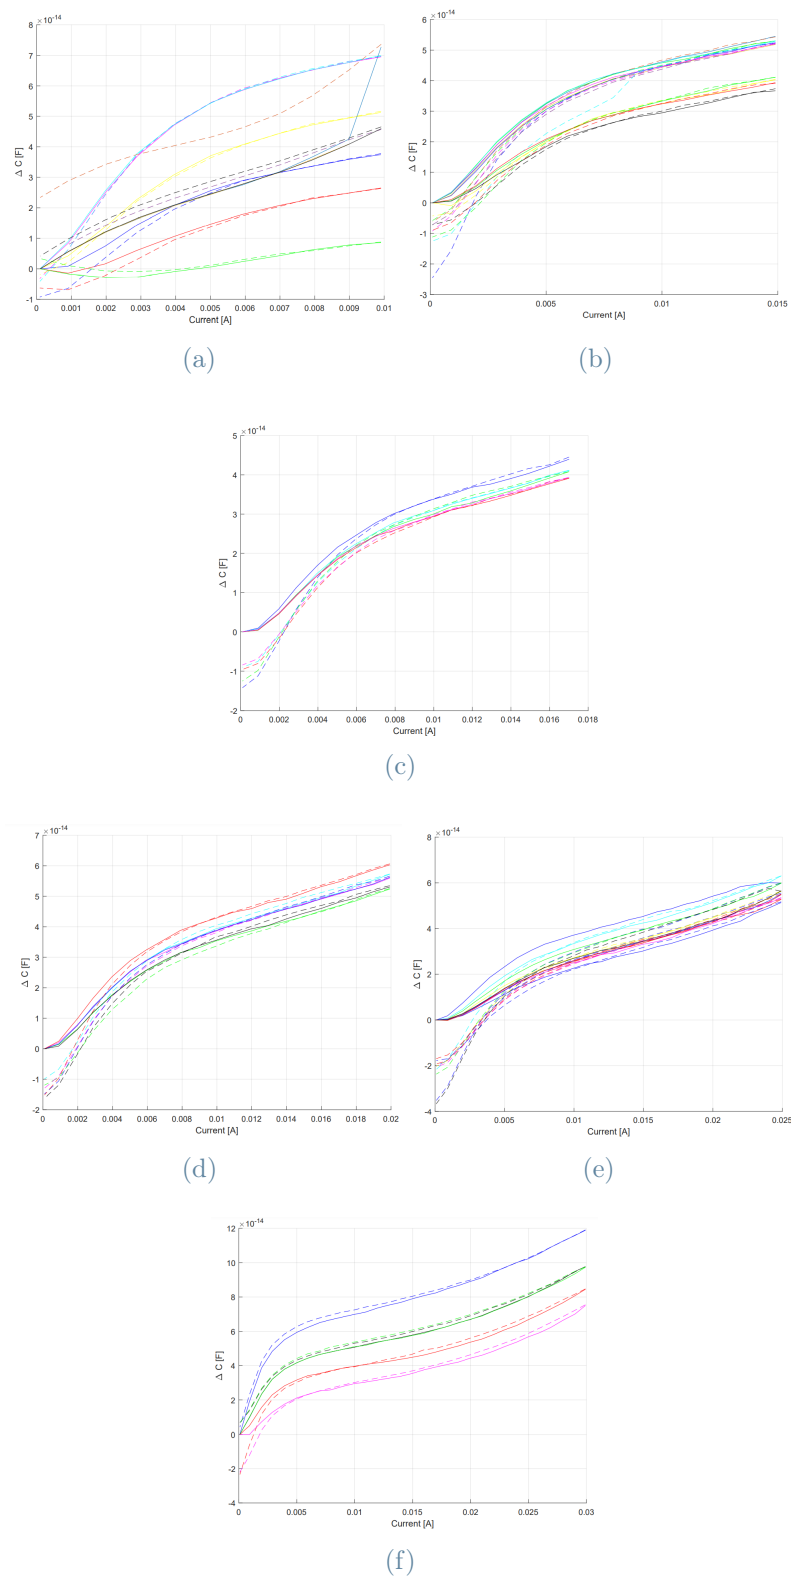 ×10⁻¹⁴
8
7
6
5
4
3
2
1
0
-1
Δ C [F]
0 0.001 0.002 0.003 0.004 0.005 0.006 0.007 0.008 0.009 0.01
Current [A]
(a)
×10⁻¹⁴
6
5
4
3
2
1
0
-1
-2
-3
Δ C [F]
0 0.005 0.01 0.015
Current [A]
(b)
×10⁻¹⁴
5
4
3
2
1
0
-1
-2
Δ C [F]
0 0.002 0.004 0.006 0.008 0.01 0.012 0.014 0.016 0.018
Current [A]
(c)
×10⁻¹⁴
7
6
5
4
3
2
1
0
-1
-2
Δ C [F]
0 0.002 0.004 0.006 0.008 0.01 0.012 0.014 0.016 0.018 0.02
Current [A]
(d)
×10⁻¹⁴
8
6
4
2
0
-2
-4
Δ C [F]
0 0.005 0.01 0.015 0.02 0.025
Current [A]
(e)
×10⁻¹⁴
12
10
8
6
4
2
0
-2
-4
Δ C [F]
0 0.005 0.01 0.015 0.02 0.025 0.03
Current [A]
(f)